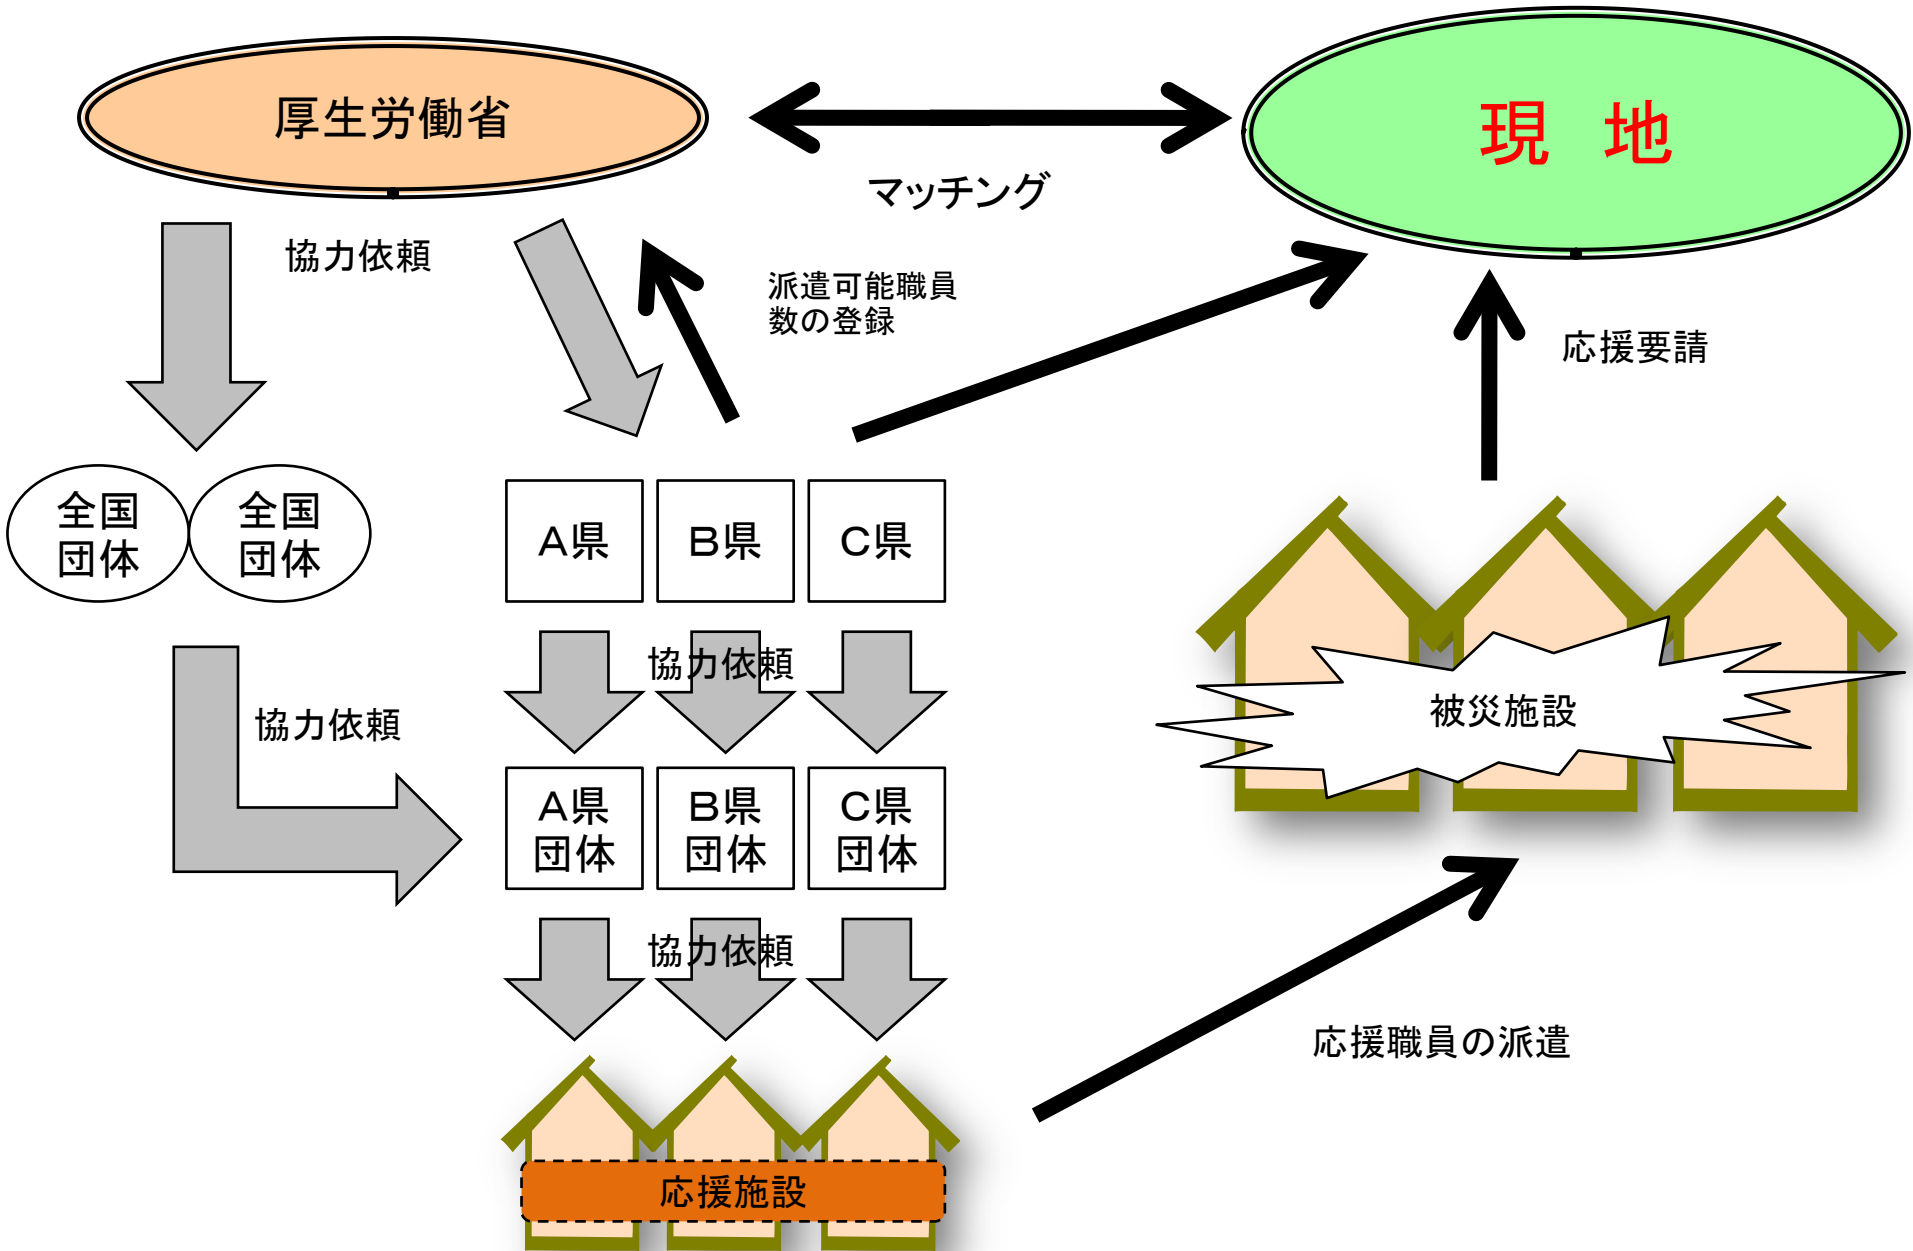 厚生労働省
現　地
マッチング
協力依頼
派遣可能職員
数の登録
応援要請
全国
団体
全国
団体
A県
B県
C県
協力依頼
協力依頼
被災施設
A県
団体
B県
団体
C県
団体
協力依頼
応援職員の派遣
応援施設